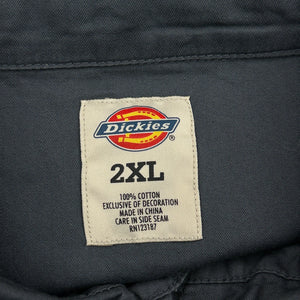 Dickies®
2XL
100% COTTON
EXCLUSIVE OF DECORATION
MADE IN CHINA
CARE IN SIDE SEAM
RN123187